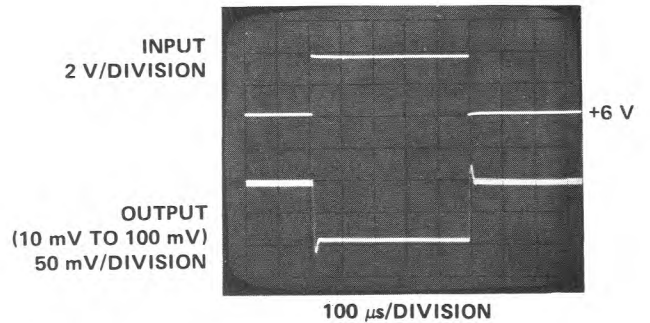 INPUT
2 V/DIVISION
+6 V
OUTPUT
(10 mV TO 100 mV)
50 mV/DIVISION
100 μs/DIVISION